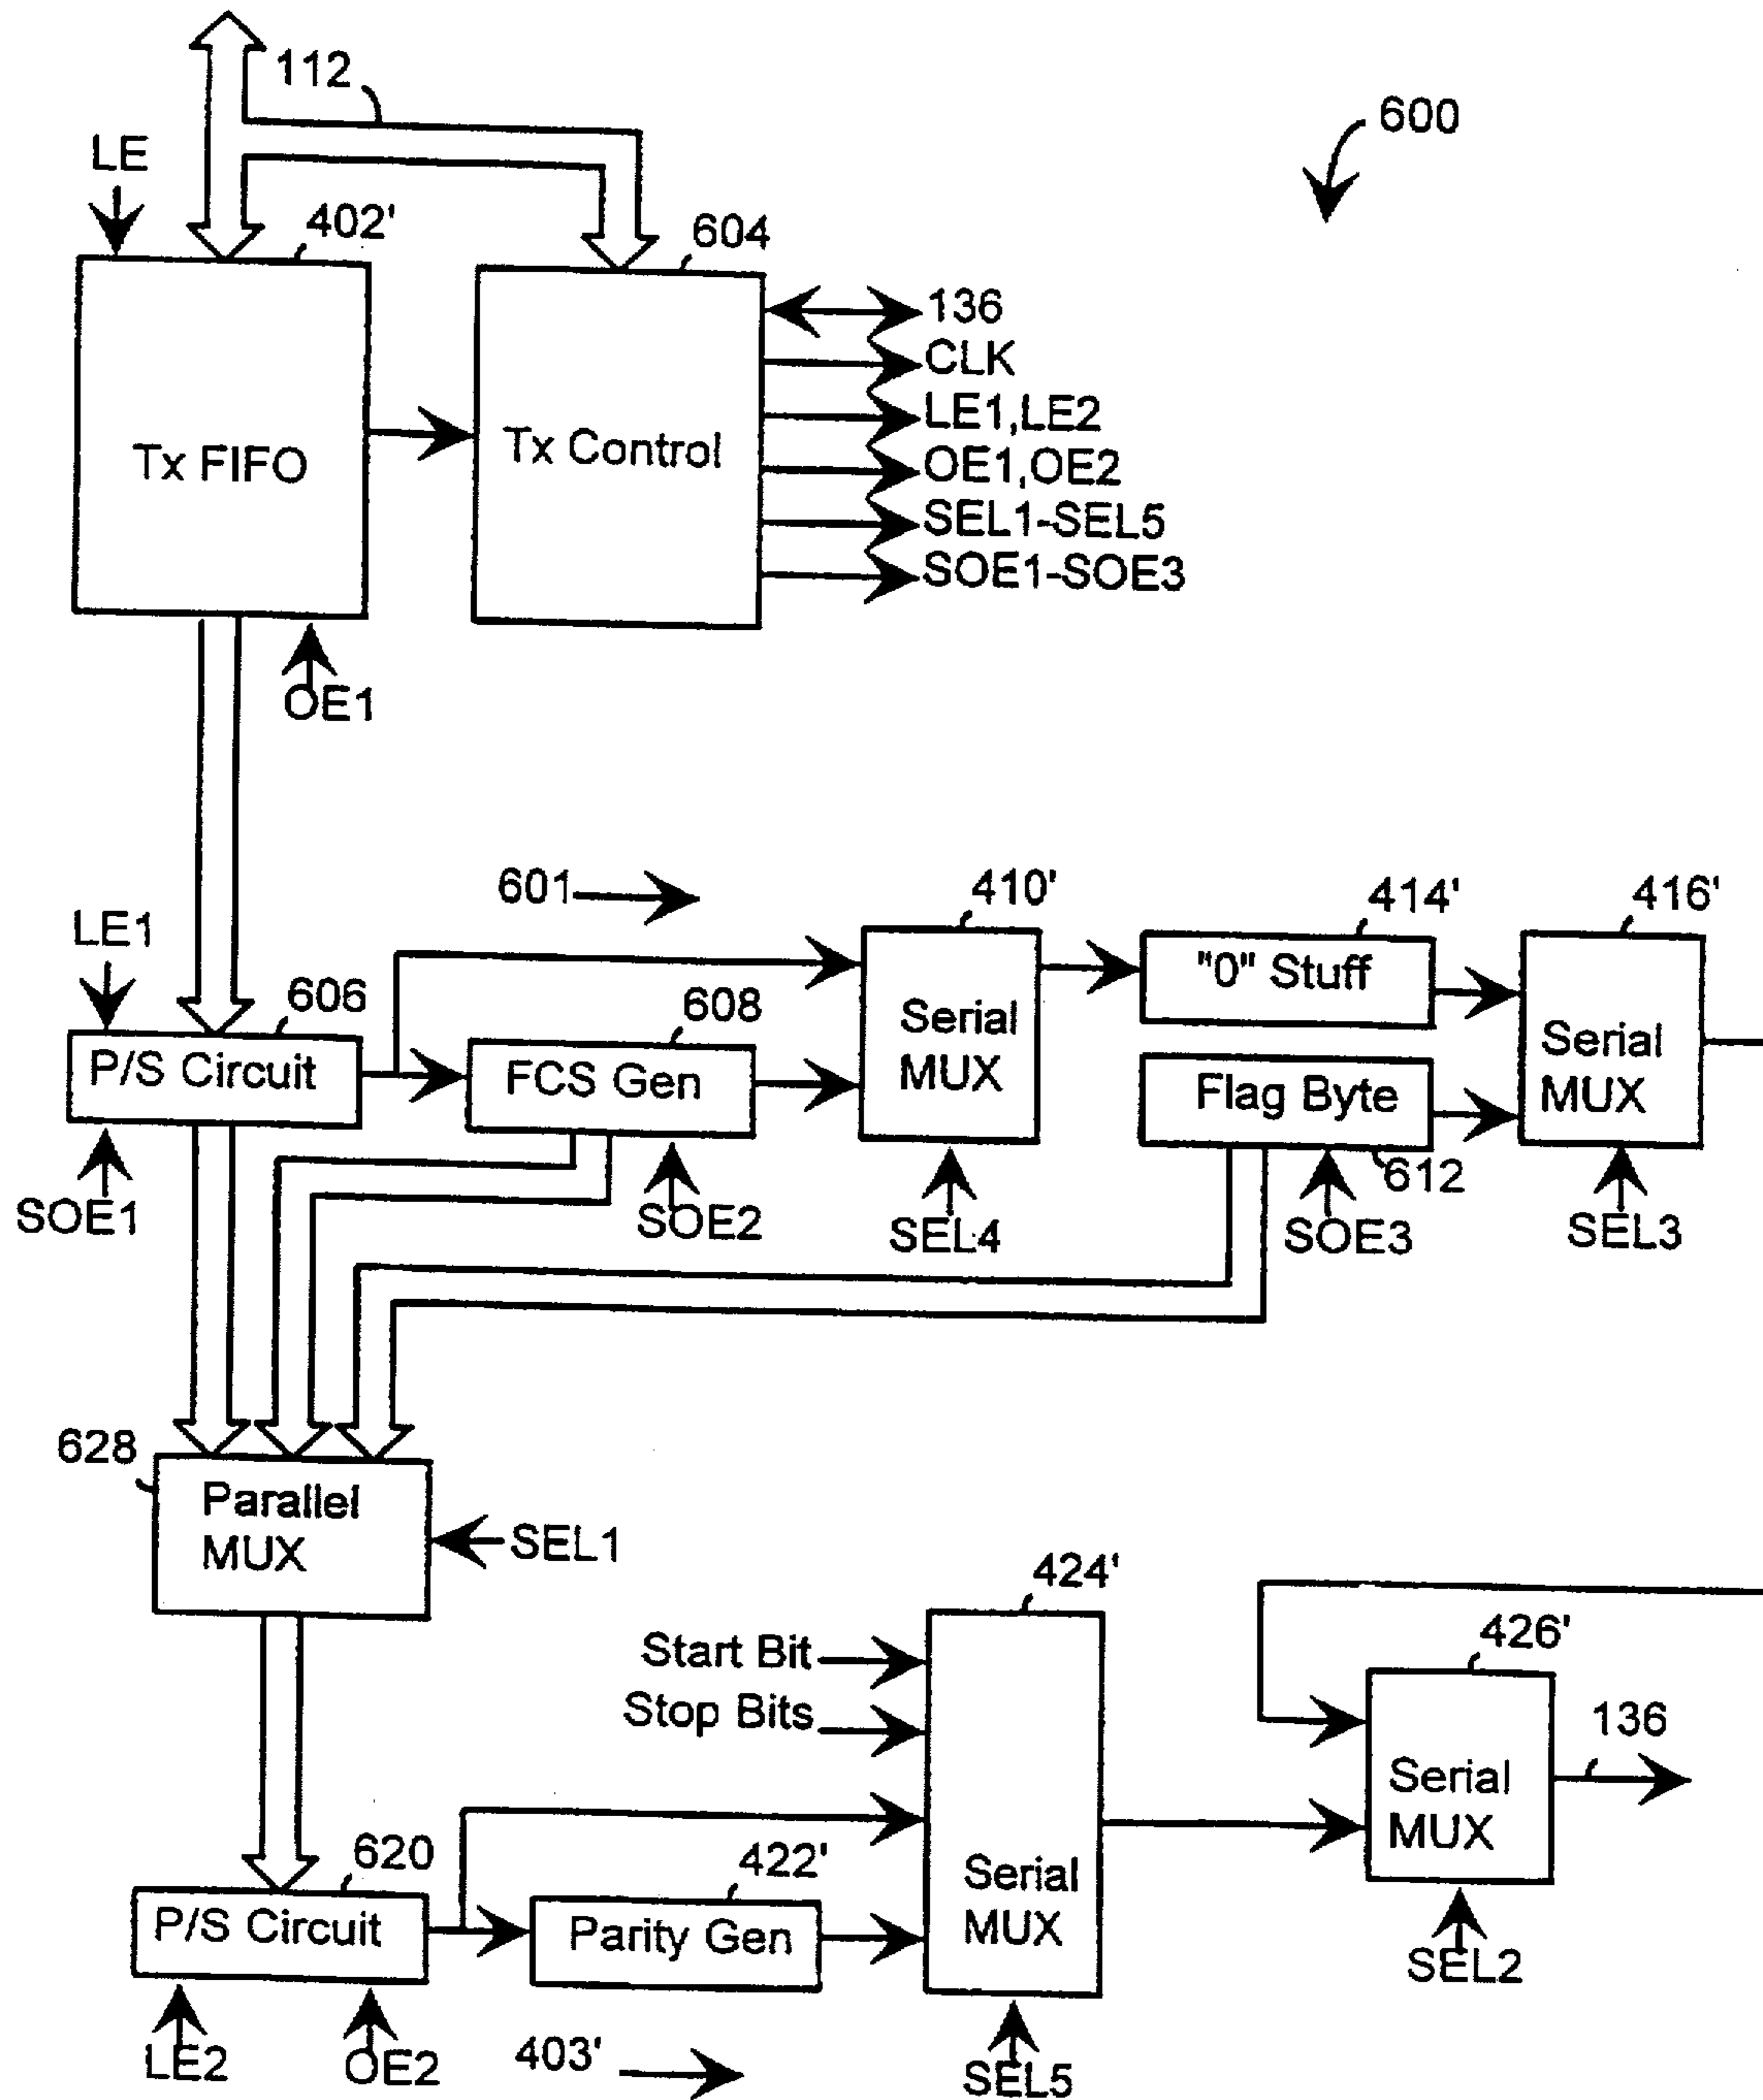 112
600
LE
402'
604
136
CLK
LE1,LE2
Tx FIFO
Tx Control
OE1,OE2
SEL1-SEL5
SOE1-SOE3
OE1
601
410'
414'
416'
LE1
"0" Stuff
606
608
Serial
MUX
Serial
MUX
P/S Circuit
FCS Gen
Flag Byte
612
SOE1
SOE2
SEL4
SOE3
SEL3
628
Parallel
MUX
SEL1
424'
426'
Start Bit
Stop Bits
136
Serial
MUX
620
422'
Serial
MUX
P/S Circuit
Parity Gen
SEL2
LE2
OE2
403'
SEL5